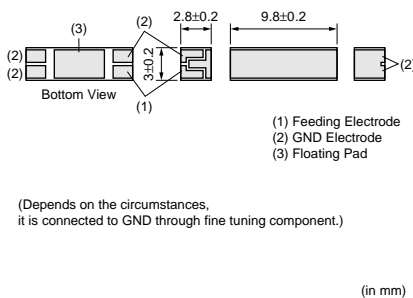 (3)
(2)
2.8±0.2
9.8±0.2
(2)
(2)
3±0.2
(2)
Bottom View
(1)
(1) Feeding Electrode
(2) GND Electrode
(3) Floating Pad
(Depends on the circumstances,
it is connected to GND through fine tuning component.)
(in mm)